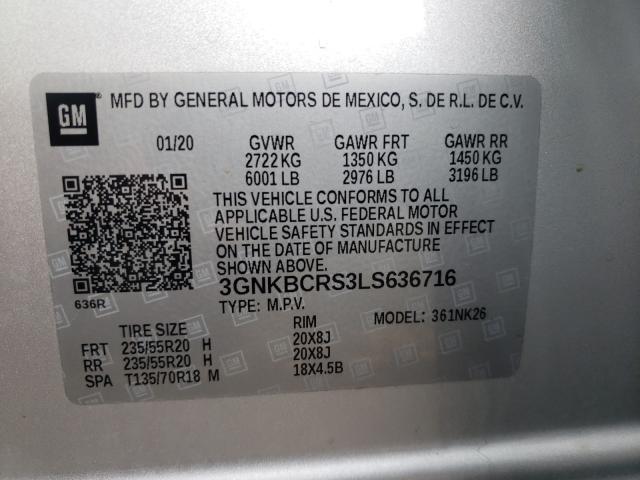 GM ® MFD BY GENERAL MOTORS DE MEXICO, S. DE R.L. DE C.V.
01/20 GVWR GAWR FRT GAWR RR
2722 KG 1350 KG 1450 KG
6001 LB 2976 LB 3196 LB
THIS VEHICLE CONFORMS TO ALL
APPLICABLE U.S. FEDERAL MOTOR
VEHICLE SAFETY STANDARDS IN EFFECT
ON THE DATE OF MANUFACTURE
SHOWN ABOVE.
3GNKBCRS3LS636716
636R
TYPE: M.P.V.
MODEL: 361NK26
TIRE SIZE RIM
FRT 235/55R20 H 20X8J
RR 235/55R20 H 20X8J
SPA T135/70R18 M 18X4.5B